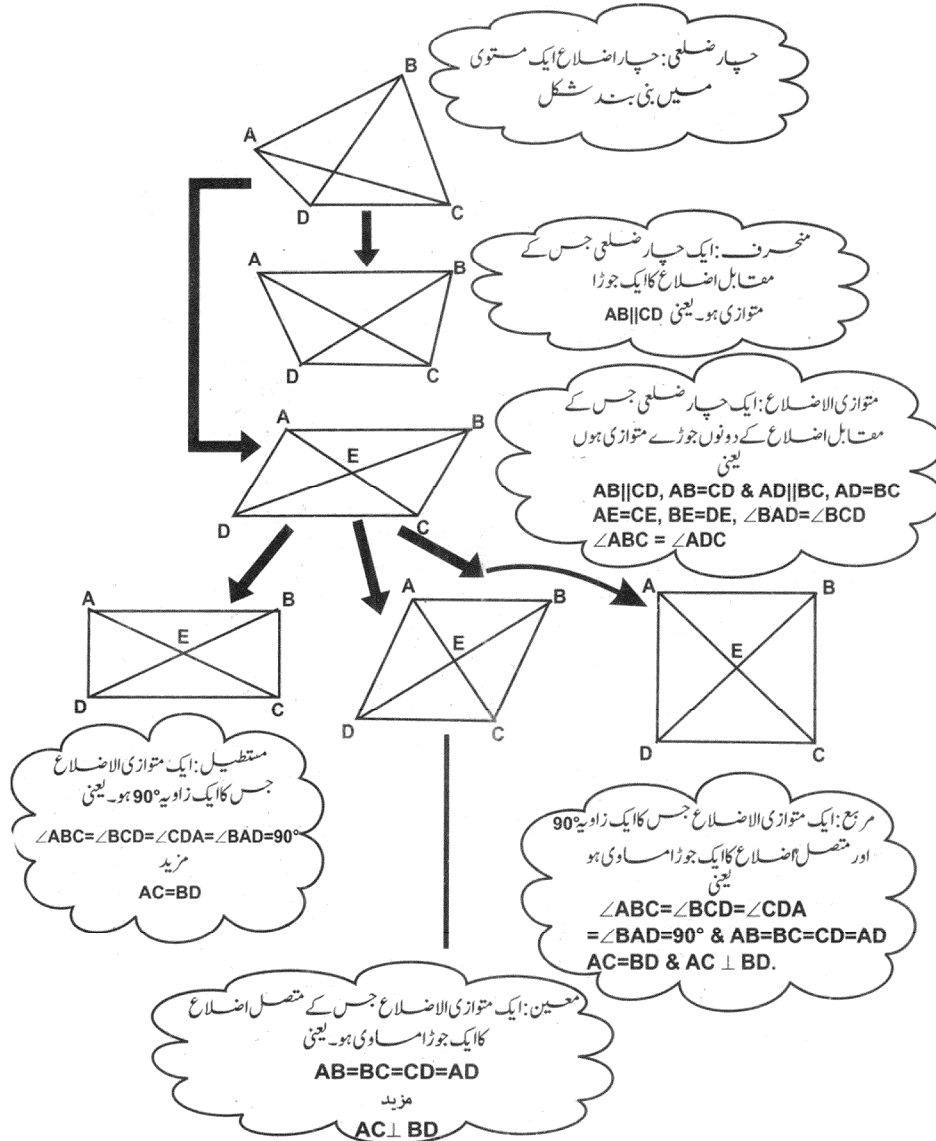 B
A
D
C
چار ضلعی: چار اضلاع ایک مستوی
میں بنی بند شکل
A
B
D
C
منحرف: ایک چار ضلعی جس کے
مقابل اضلاع کا ایک جوڑا
متوازی ہو۔ یعنی AB||CD
A
B
E
D
C
متوازی الاضلاع: ایک چار ضلعی جس کے
مقابل اضلاع کے دونوں جوڑے متوازی ہوں
یعنی
AB||CD, AB=CD & AD||BC, AD=BC
AE=CE, BE=DE, ∠BAD=∠BCD
∠ABC = ∠ADC
A
B
E
D
C
A
B
E
D
C
A
B
E
D
C
مستطیل: ایک متوازی الاضلاع
جس کا ایک زاویہ 90° ہو۔ یعنی
∠ABC=∠BCD=∠CDA=∠BAD=90°
مزید
AC=BD
مربع: ایک متوازی الاضلاع جس کا ایک زاویہ 90°
اور متصل اضلاع کا ایک جوڑا مساوی ہو
یعنی
∠ABC=∠BCD=∠CDA
=∠BAD=90° & AB=BC=CD=AD
AC=BD & AC ⊥ BD.
معین: ایک متوازی الاضلاع جس کے متصل اضلاع
کا ایک جوڑا مساوی ہو۔ یعنی
AB=BC=CD=AD
مزید
AC⊥ BD